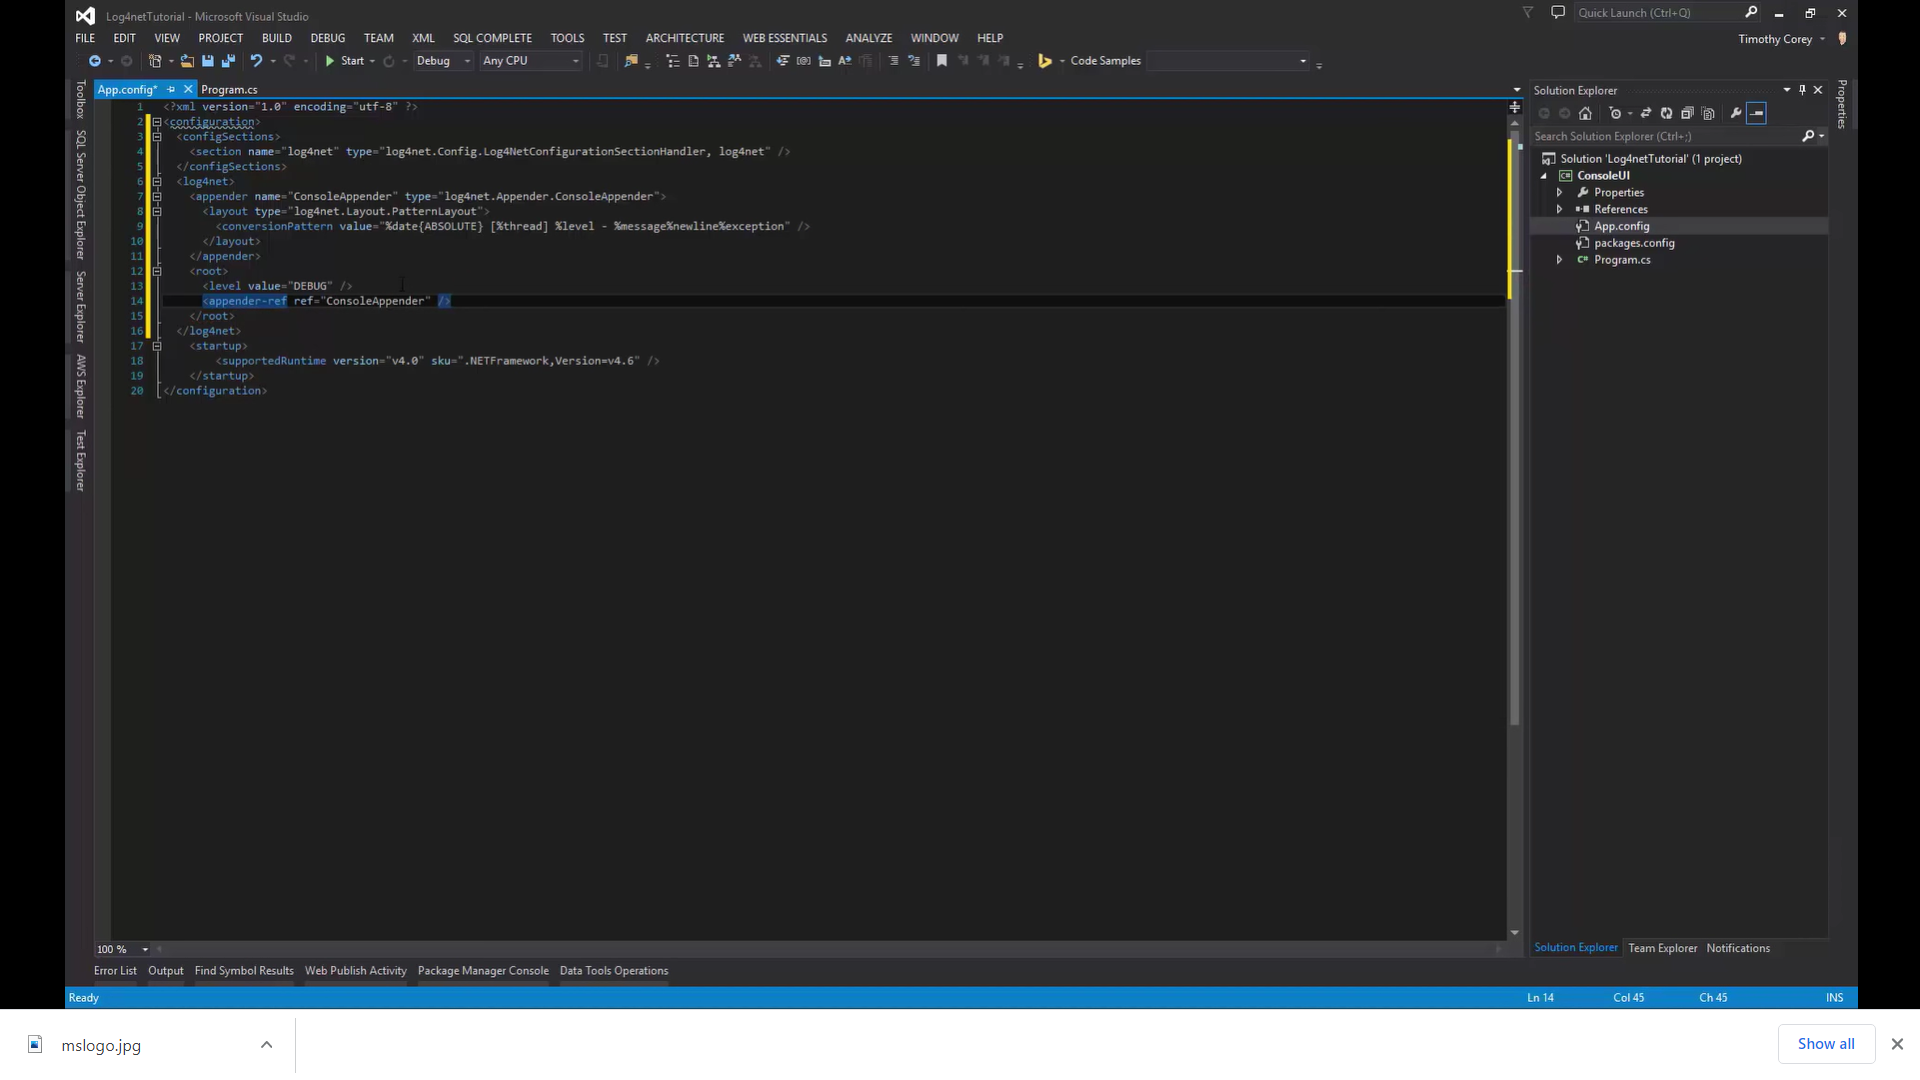 Log4netTutorial - Microsoft Visual Studio
Quick Launch (Ctrl+Q)
FILE EDIT VIEW PROJECT BUILD DEBUG TEAM XML SQL COMPLETE TOOLS TEST ARCHITECTURE WEB ESSENTIALS ANALYZE WINDOW HELP
Timothy Corey
Start Debug Any CPU Code Samples
App.config* Program.cs
Toolbox
SQL Server Object Explorer
Server Explorer
AWS Explorer
Test Explorer
1 <?xml version="1.0" encoding="utf-8" ?>
2 <configuration>
3 <configSections>
4 <section name="log4net" type="log4net.Config.Log4NetConfigurationSectionHandler, log4net" />
5 </configSections>
6 <log4net>
7 <appender name="ConsoleAppender" type="log4net.Appender.ConsoleAppender">
8 <layout type="log4net.Layout.PatternLayout">
9 <conversionPattern value="%date{ABSOLUTE} [%thread] %level - %message%newline%exception" />
10 </layout>
11 </appender>
12 <root>
13 <level value="DEBUG" />
14 <appender-ref ref="ConsoleAppender" />
15 </root>
16 </log4net>
17 <startup>
18 <supportedRuntime version="v4.0" sku=".NETFramework,Version=v4.6" />
19 </startup>
20 </configuration>
100 %
Solution Explorer
Search Solution Explorer (Ctrl+;)
Solution 'Log4netTutorial' (1 project)
ConsoleUI
Properties
References
App.config
packages.config
Program.cs
Properties
Solution Explorer Team Explorer Notifications
Error List Output Find Symbol Results Web Publish Activity Package Manager Console Data Tools Operations
Ready Ln 14 Col 45 Ch 45 INS
mslogo.jpg
Show all